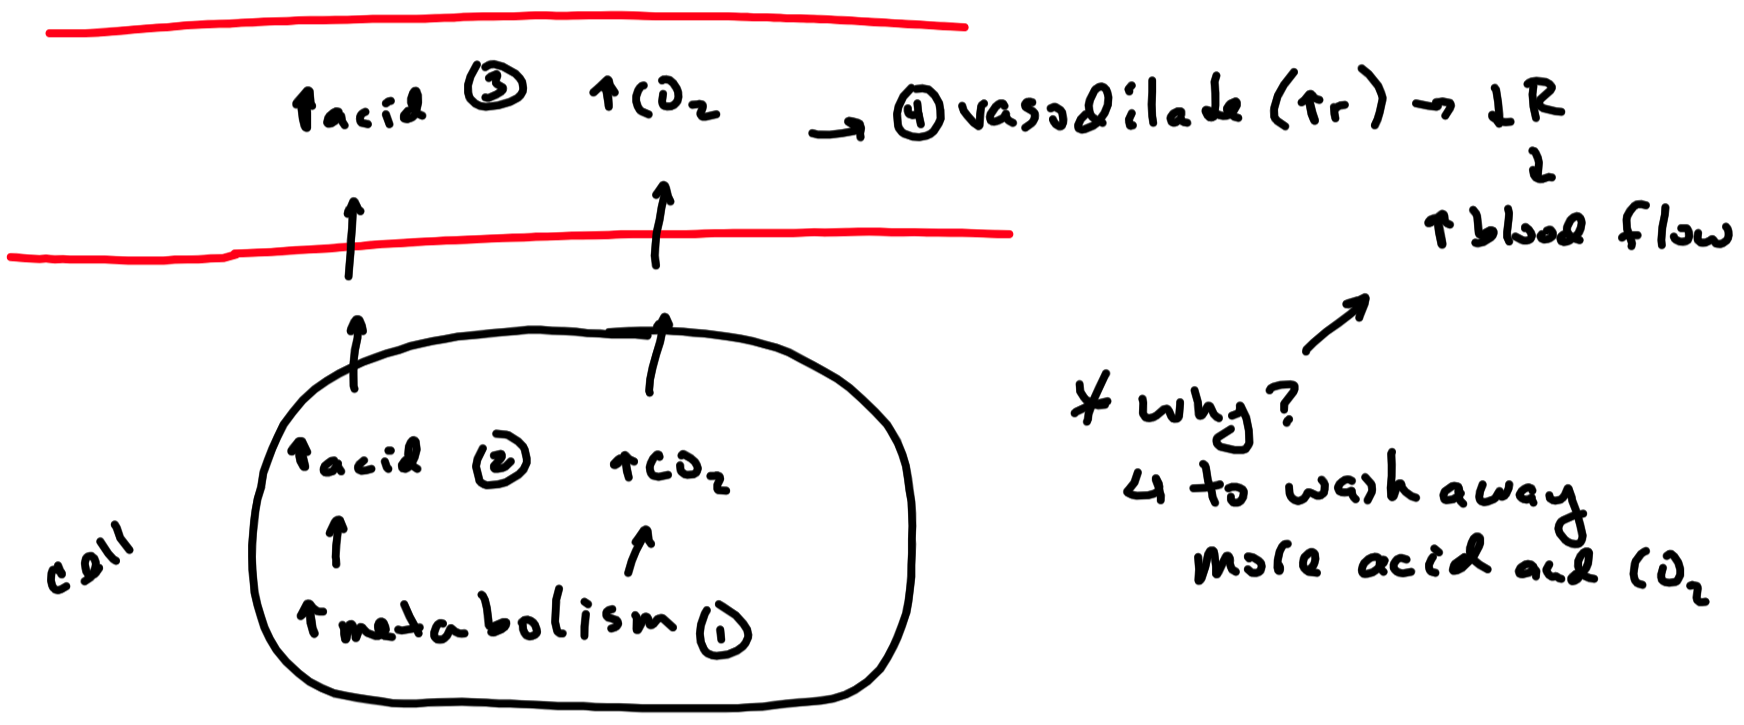 ↑acid ③ ↑CO₂ → ④ vasodilate (↑r) → ↓R
↓
↑ blood flow
* why?
↳ to wash away
more acid and CO₂
↑acid ② ↑CO₂
cell
↑metabolism ①